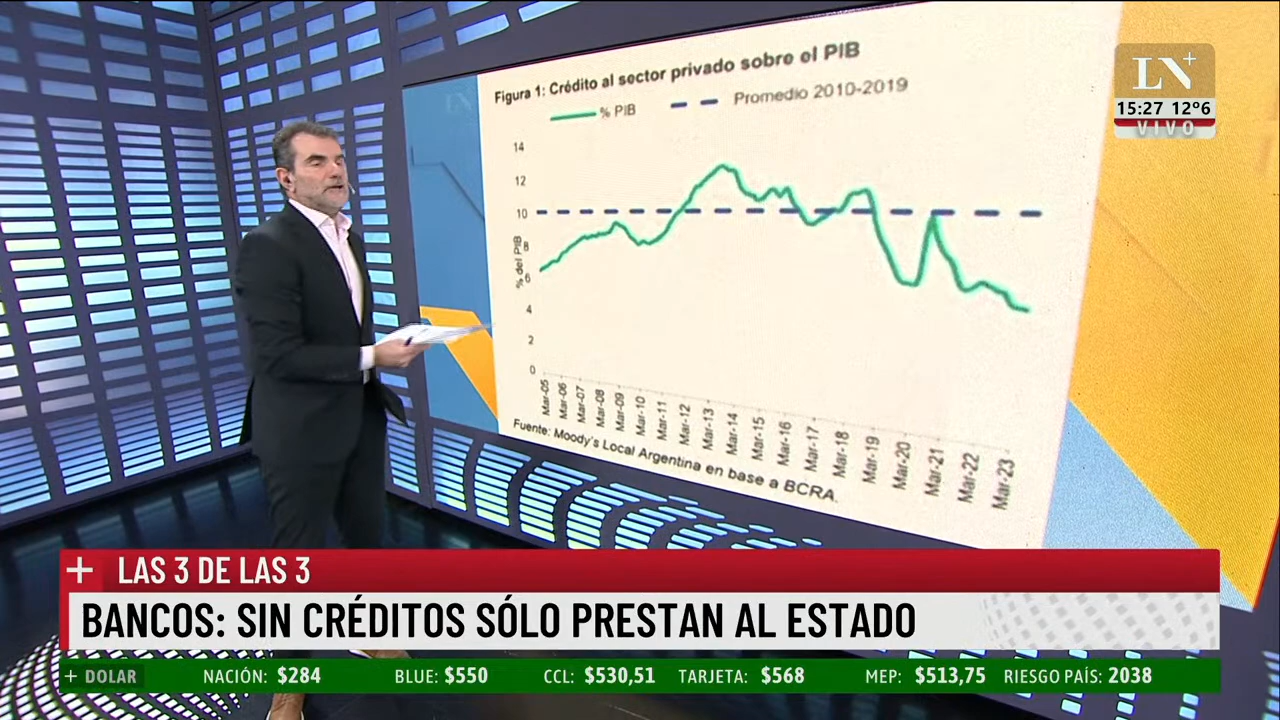 LN+
15:27 12°6
VIVO
Figura 1: Crédito al sector privado sobre el PIB
% PIB
Promedio 2010-2019
% del PIB
14
12
10
8
6
4
2
0
Mar-05
Mar-06
Mar-07
Mar-08
Mar-09
Mar-10
Mar-11
Mar-12
Mar-13
Mar-14
Mar-15
Mar-16
Mar-17
Mar-18
Mar-19
Mar-20
Mar-21
Mar-22
Mar-23
Fuente: Moody's Local Argentina en base a BCRA.
+ LAS 3 DE LAS 3
BANCOS: SIN CRÉDITOS SÓLO PRESTAN AL ESTADO
+ DOLAR NACIÓN: $284 BLUE: $550 CCL: $530,51 TARJETA: $568 MEP: $513,75 RIESGO PAÍS: 2038